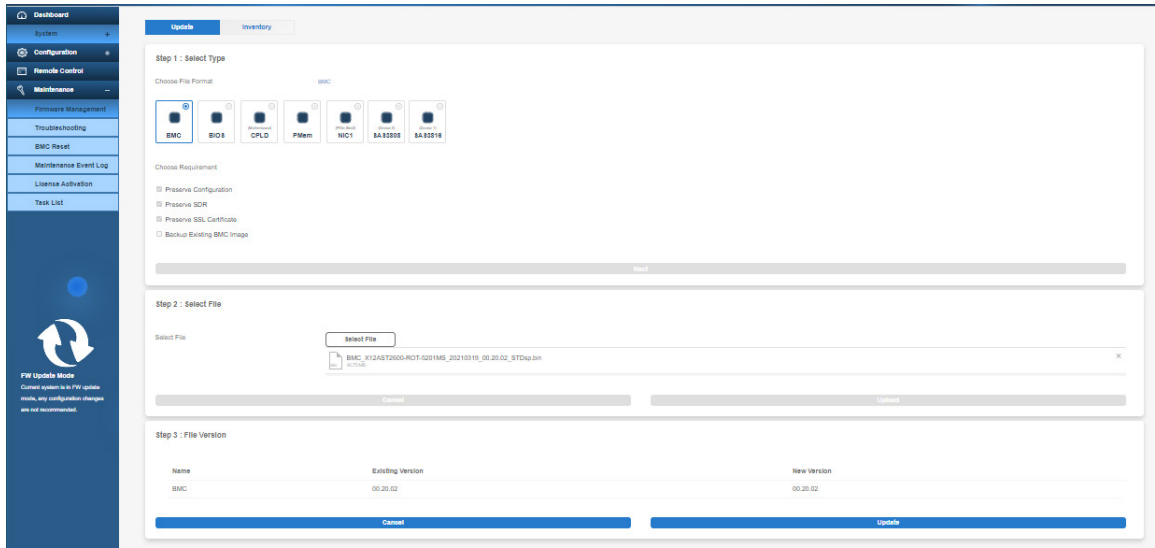 Dashboard
System +
Configuration +
Remote Control
Maintenance –
Firmware Management
Troubleshooting
BMC Reset
Maintenance Event Log
License Activation
Task List
FW Update Mode
Current system is in FW update
mode, any configuration changes
are not recommended.
Update Inventory
Step 1 : Select Type
Choose File Format BMC
BMC
BIOS
CPLD
PMem
NIC1
Choose Requirement
Preserve Configuration
Preserve SDR
Preserve SSL Certificate
Backup Existing BMC Image
Next
Step 2 : Select File
Select File Select File
BMC_X12AST2600-ROT-5201MS_20210319_00.20.02_STDsp.bin
Cancel Upload
Step 3 : File Version
Name Existing Version New Version
BMC 00.20.02 00.20.02
Cancel Update